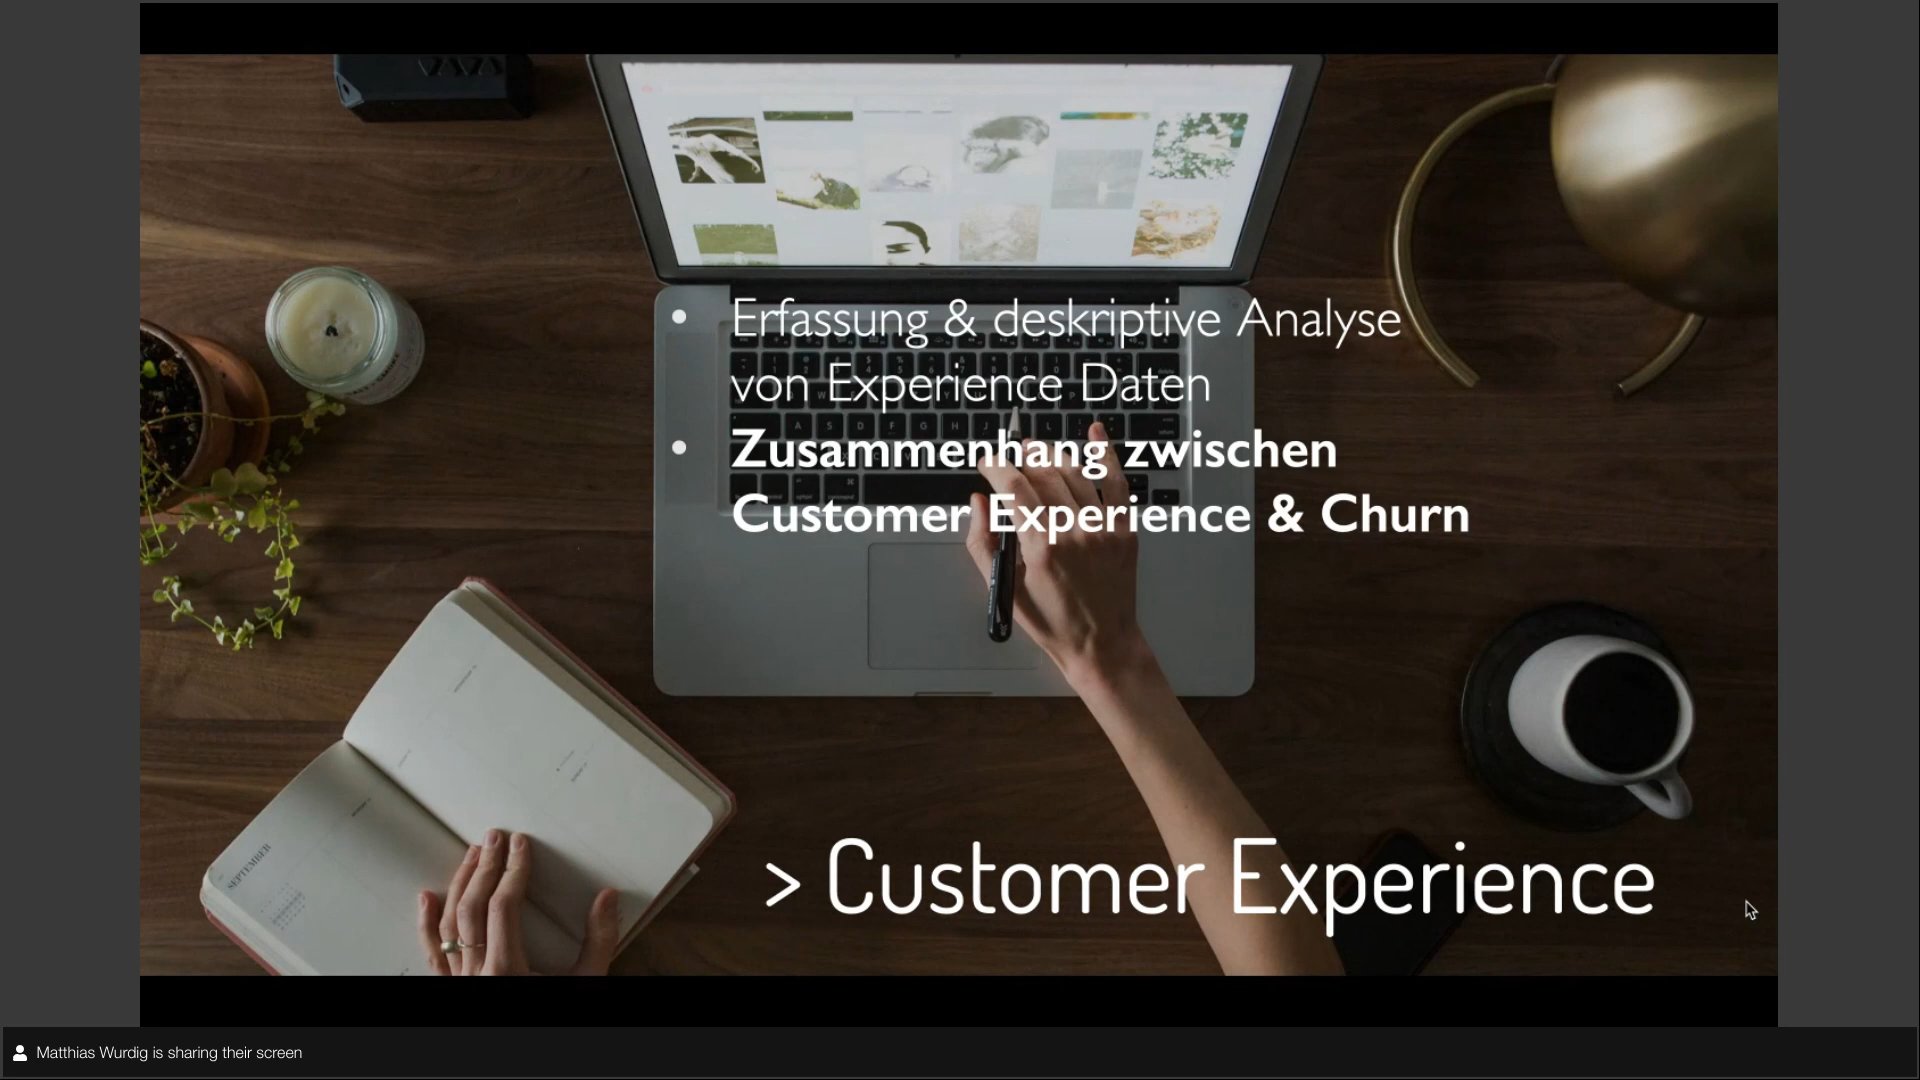 • Erfassung & deskriptive Analyse
von Experience Daten
• Zusammenhang zwischen
Customer Experience & Churn
SEPTEMBER
> Customer Experience
Matthias Wurdig is sharing their screen